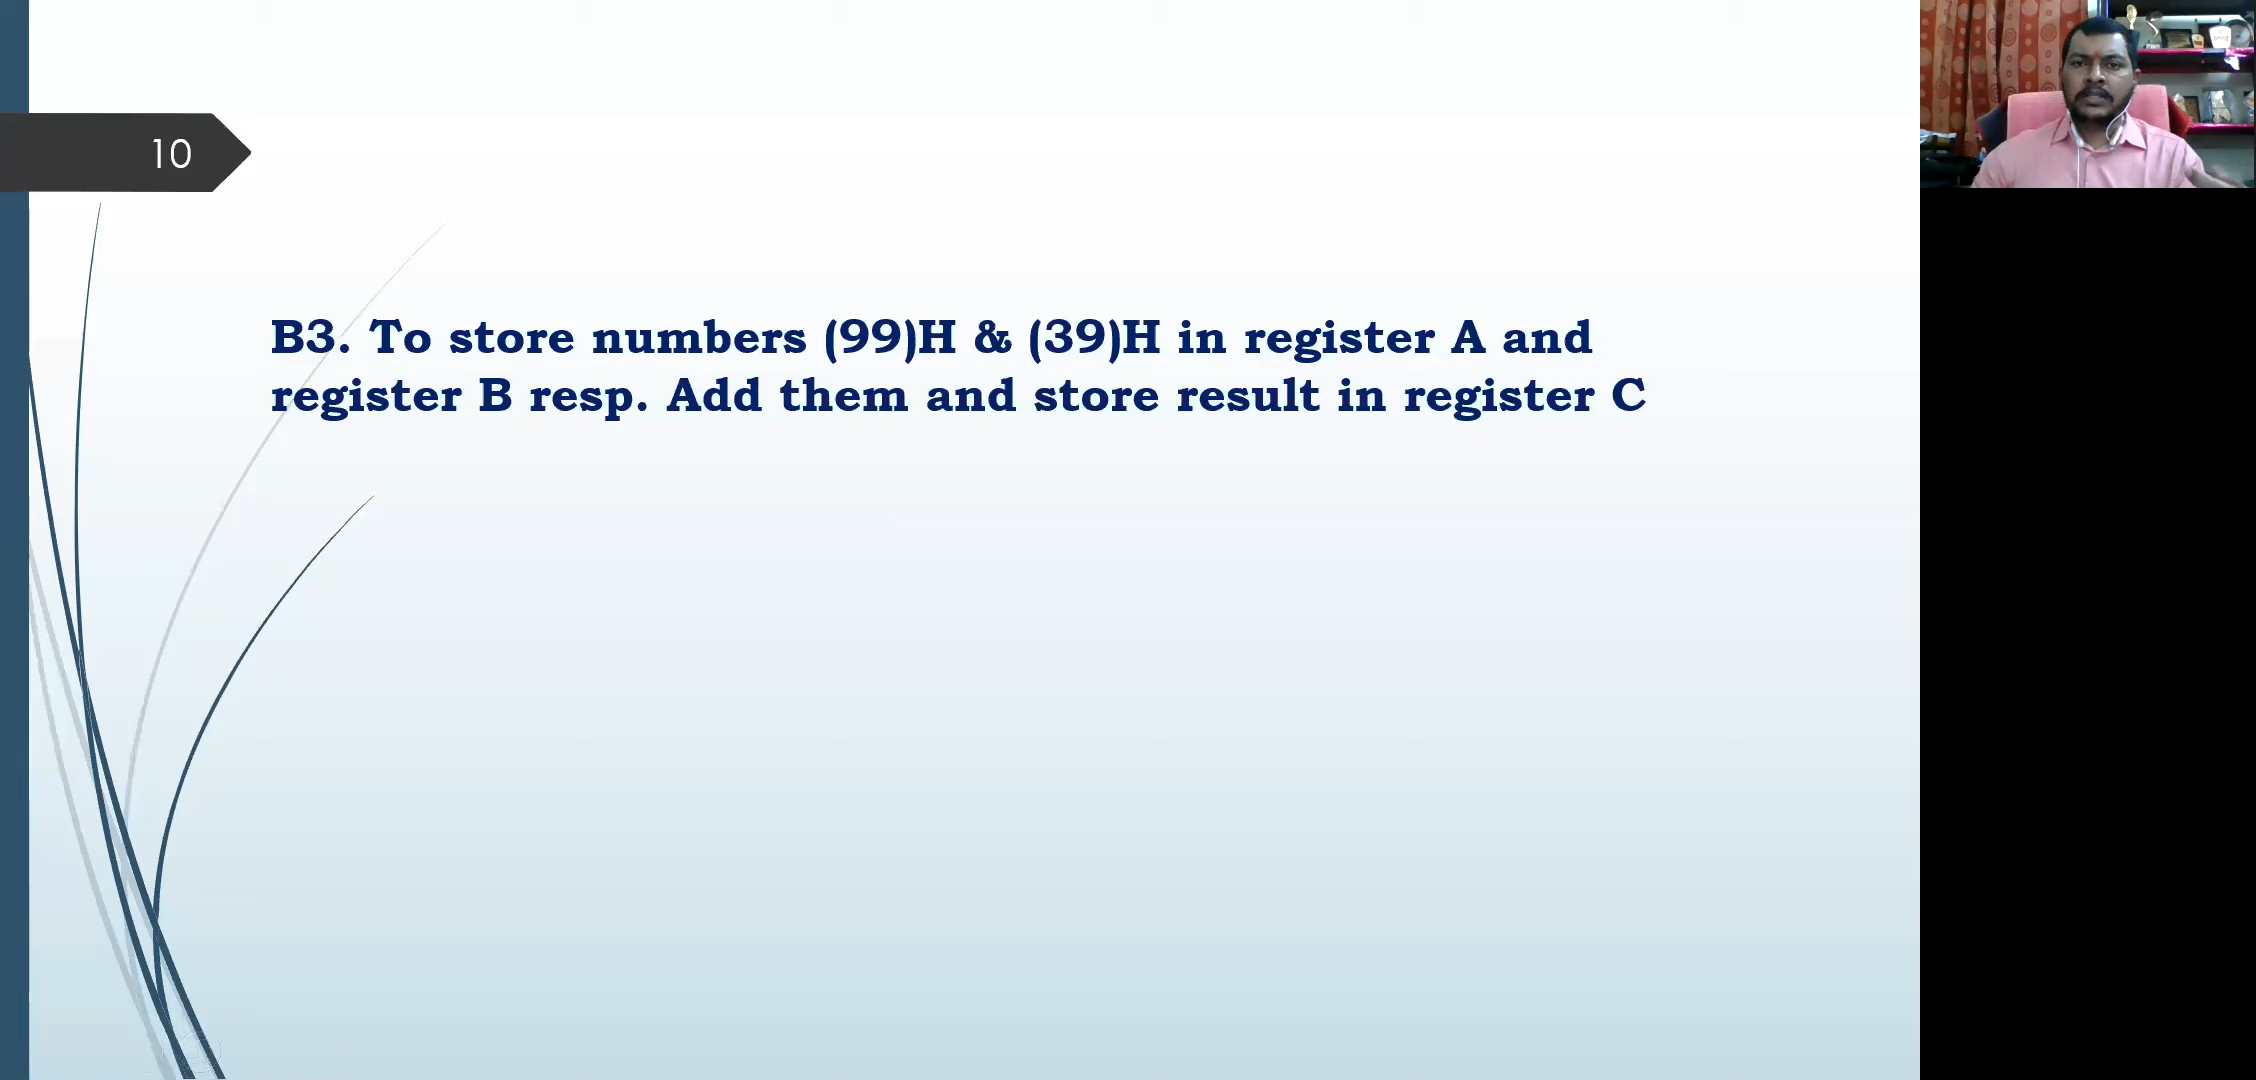 10
B3. To store numbers (99)H & (39)H in register A and
register B resp. Add them and store result in register C